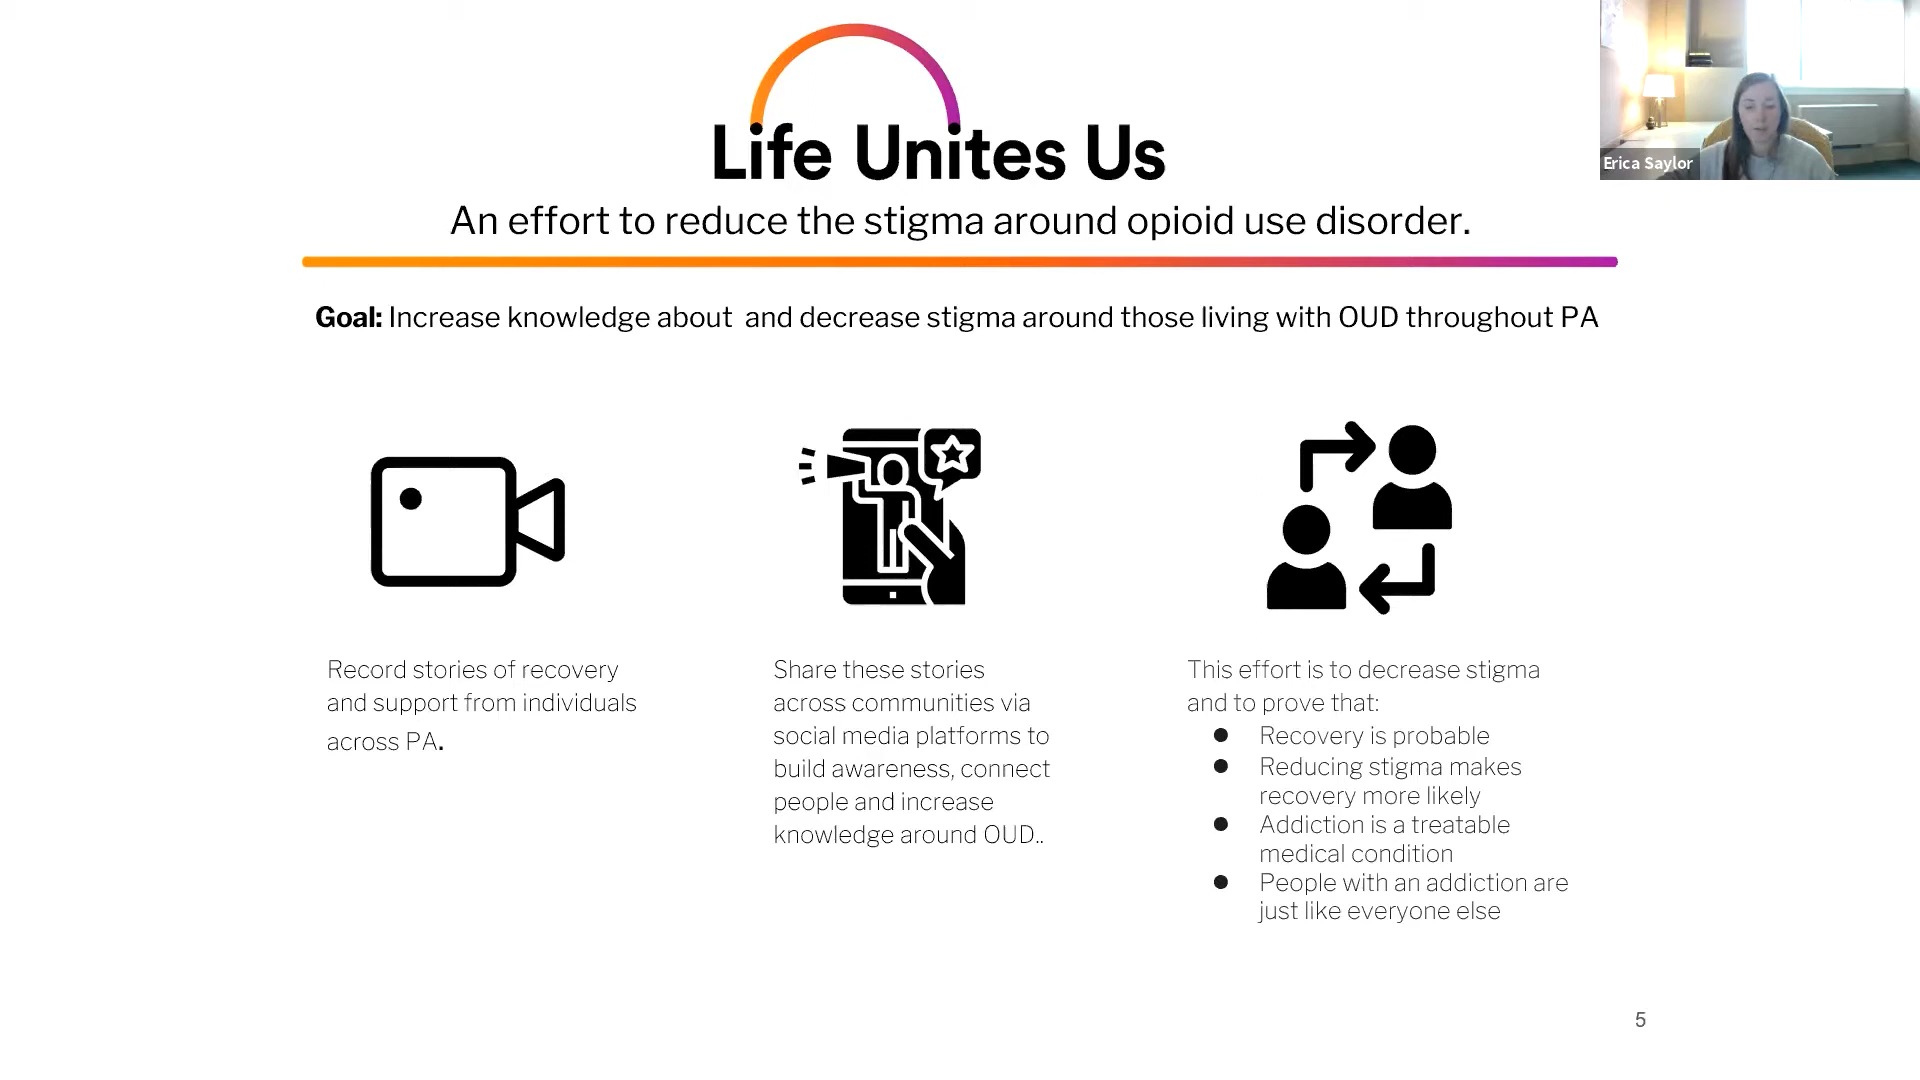 Life Unites Us
Erica Saylor
An effort to reduce the stigma around opioid use disorder.
Goal: Increase knowledge about  and decrease stigma around those living with OUD throughout PA
Record stories of recovery
and support from individuals
across PA.
Share these stories
across communities via
social media platforms to
build awareness, connect
people and increase
knowledge around OUD..
This effort is to decrease stigma
and to prove that:
● Recovery is probable
● Reducing stigma makes
recovery more likely
● Addiction is a treatable
medical condition
● People with an addiction are
just like everyone else
5